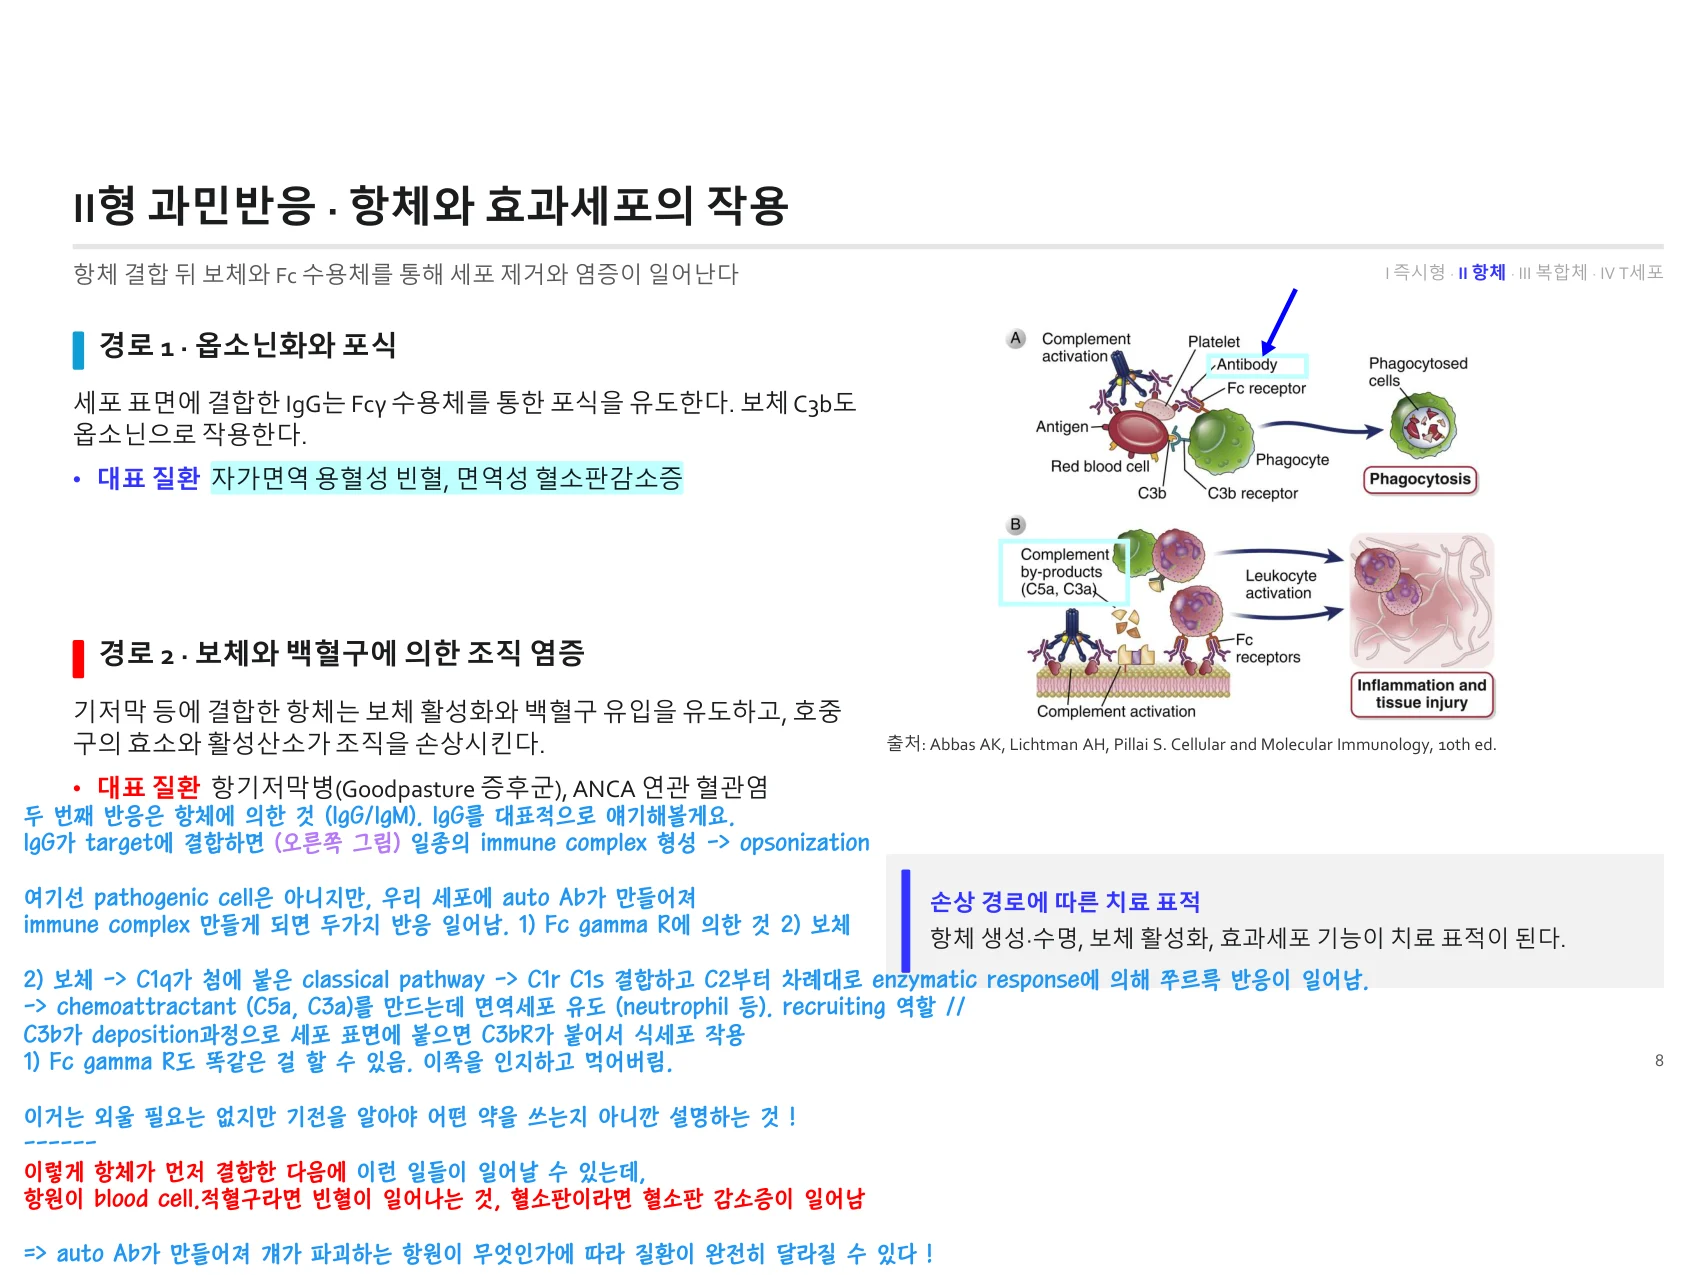 II형 과민반응 · 항체와 효과세포의 작용
항체 결합 뒤 보체와 Fc 수용체를 통해 세포 제거와 염증이 일어난다
I 즉시형 · II 항체 · III 복합체 · IV T세포
경로 1 · 옵소닌화와 포식
세포 표면에 결합한 IgG는 Fcγ 수용체를 통한 포식을 유도한다. 보체 C3b도
옵소닌으로 작용한다.
• 대표 질환 자가면역 용혈성 빈혈, 면역성 혈소판감소증
경로 2 · 보체와 백혈구에 의한 조직 염증
기저막 등에 결합한 항체는 보체 활성화와 백혈구 유입을 유도하고, 호중
구의 효소와 활성산소가 조직을 손상시킨다.
• 대표 질환 항기저막병(Goodpasture 증후군), ANCA 연관 혈관염
A
Complement
activation
Platelet
Antibody
Fc receptor
Phagocytosed
cells
Antigen
Red blood cell
Phagocyte
C3b
C3b receptor
Phagocytosis
B
Complement
by-products
(C5a, C3a)
Leukocyte
activation
Fc
receptors
Complement activation
Inflammation and
tissue injury
출처: Abbas AK, Lichtman AH, Pillai S. Cellular and Molecular Immunology, 10th ed.
두 번째 반응은 항체에 의한 것 (IgG/IgM). IgG를 대표적으로 얘기해볼게요.
IgG가 target에 결합하면 (오른쪽 그림) 일종의 immune complex 형성 -> opsonization
여기선 pathogenic cell은 아니지만, 우리 세포에 auto Ab가 만들어져
immune complex 만들게 되면 두가지 반응 일어남. 1) Fc gamma R에 의한 것 2) 보체
손상 경로에 따른 치료 표적
항체 생성·수명, 보체 활성화, 효과세포 기능이 치료 표적이 된다.
2) 보체 -> C1q가 첨에 붙은 classical pathway -> C1r C1s 결합하고 C2부터 차례대로 enzymatic response에 의해 쭈르륵 반응이 일어남.
-> chemoattractant (C5a, C3a)를 만드는데 면역세포 유도 (neutrophil 등). recruiting 역할 //
C3b가 deposition과정으로 세포 표면에 붙으면 C3bR가 붙어서 식세포 작용
1) Fc gamma R도 똑같은 걸 할 수 있음. 이쪽을 인지하고 먹어버림.
8
이거는 외울 필요는 없지만 기전을 알아야 어떤 약을 쓰는지 아니깐 설명하는 것 !
------
이렇게 항체가 먼저 결합한 다음에 이런 일들이 일어날 수 있는데,
항원이 blood cell.적혈구라면 빈혈이 일어나는 것, 혈소판이라면 혈소판 감소증이 일어남
=> auto Ab가 만들어져 걔가 파괴하는 항원이 무엇인가에 따라 질환이 완전히 달라질 수 있다 !